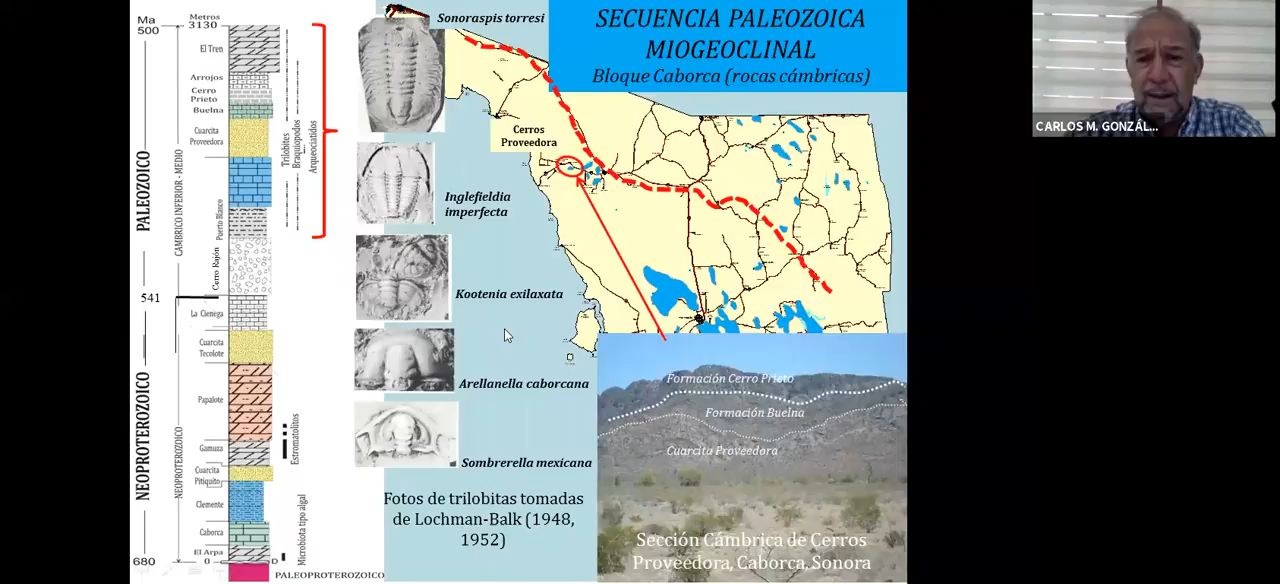 SECUENCIA PALEOZOICA
MIOGEOCLINAL
Bloque Caborca (rocas cámbricas)
CARLOS M. GONZÁL...
Ma
500
Metros
3130
El Tren
Arrojos
Cerro
Prieto
Buelna
Cuarcita
Proveedora
Puerto Blanco
Cerro Rajón
541
La Cienega
Cuarcita
Tecolote
Papalote
Gamuza
Cuarcita
Pitiquito
Clemente
Caborca
El Arpa
0
D
680
PALEOPROTEROZOICO
PALEOZOICO
CAMBRICO INFERIOR - MEDIO
NEOPROTEROZOICO
NEOPROTEROZOICO
Trilobites
Braquiópodos
Arqueociatidos
Estromatolitos
Microbiota tipo algal
Sonoraspis torresi
Inglefieldia
imperfecta
Kootenia exilaxata
Arellanella caborcana
Sombrerella mexicana
Fotos de trilobitas tomadas
de Lochman-Balk (1948,
1952)
Cerros
Proveedora
Formación Cerro Prieto
Formación Buelna
Cuarcita Proveedora
Sección Cámbrica de Cerros
Proveedora, Caborca, Sonora